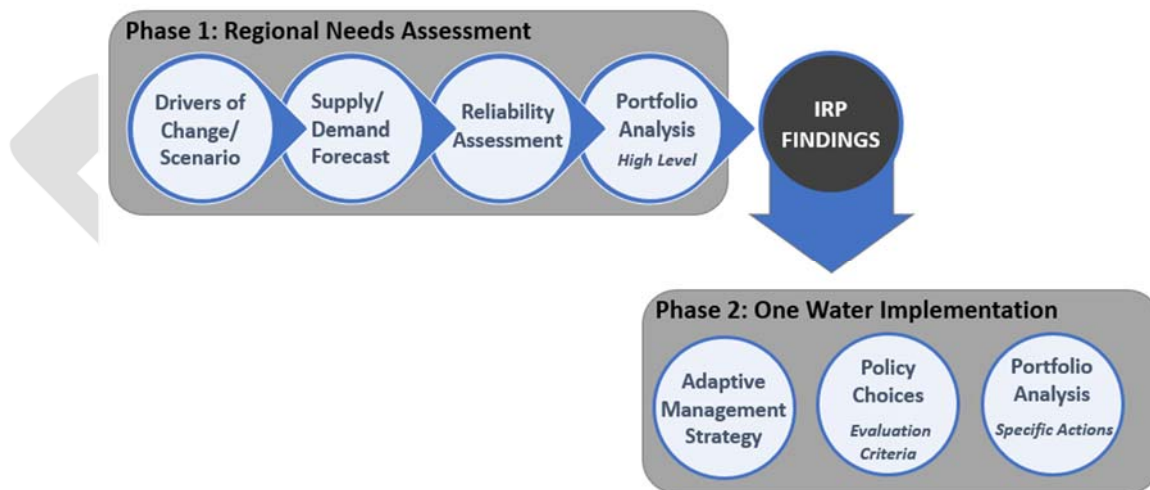 Phase 1: Regional Needs Assessment
Drivers of
Change/
Scenario
Supply/
Demand
Forecast
Reliability
Assessment
Portfolio
Analysis
High Level
IRP
FINDINGS
Phase 2: One Water Implementation
Adaptive
Management
Strategy
Policy
Choices
Evaluation
Criteria
Portfolio
Analysis
Specific Actions